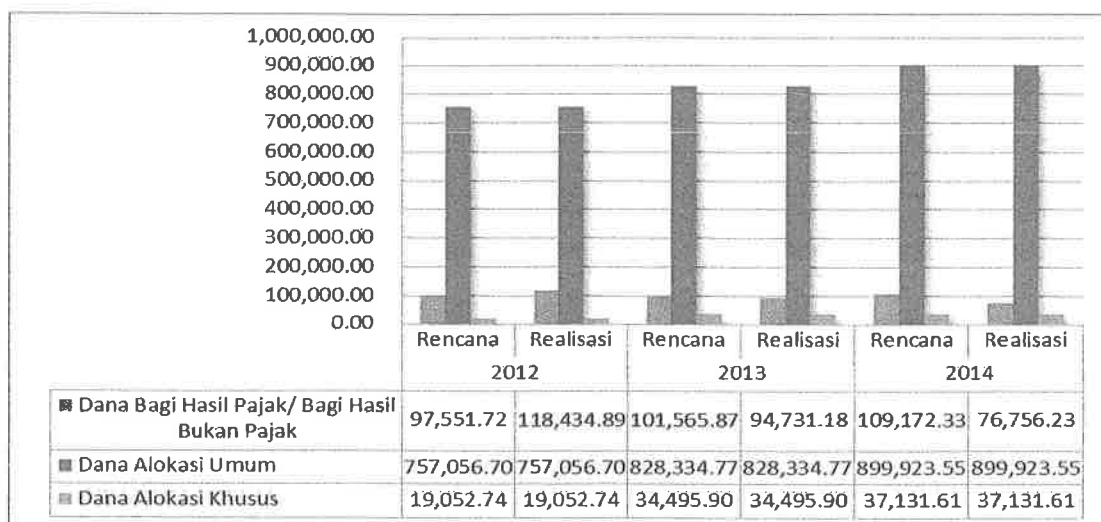 1,000,000.00
900,000.00
800,000.00
700,000.00
600,000.00
500,000.00
400,000.00
300,000.00
200,000.00
100,000.00
0.00
Rencana Realisasi Rencana Realisasi Rencana Realisasi
2012 2013 2014
Dana Bagi Hasil Pajak/ Bagi Hasil
Bukan Pajak 97,551.72 118,434.89 101,565.87 94,731.18 109,172.33 76,756.23
Dana Alokasi Umum 757,056.70 757,056.70 828,334.77 828,334.77 899,923.55 899,923.55
Dana Alokasi Khusus 19,052.74 19,052.74 34,495.90 34,495.90 37,131.61 37,131.61